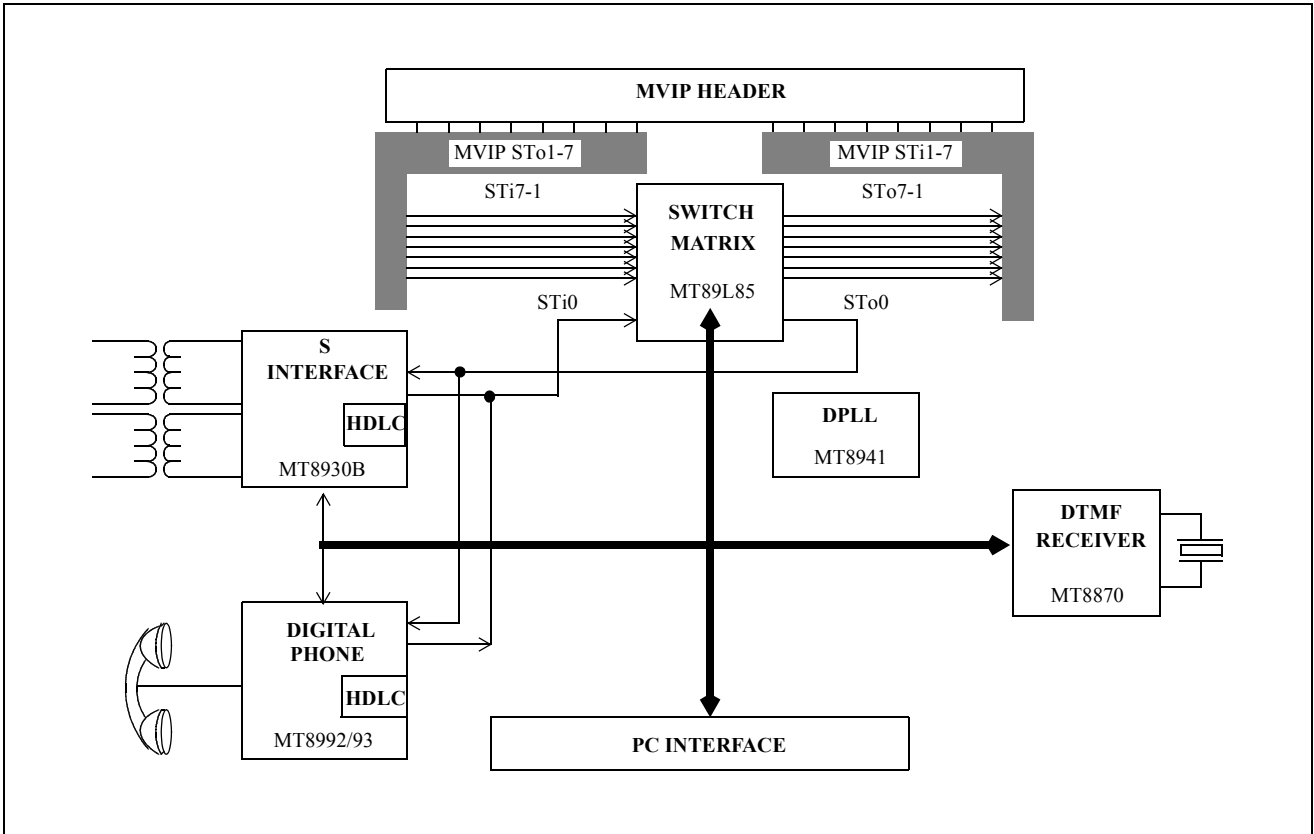 MVIP HEADER
MVIP STo1-7
MVIP STi1-7
STi7-1
STo7-1
SWITCH
MATRIX
MT89L85
STi0
STo0
S
INTERFACE
HDLC
MT8930B
DPLL
MT8941
DTMF
RECEIVER
MT8870
DIGITAL
PHONE
HDLC
MT8992/93
PC INTERFACE